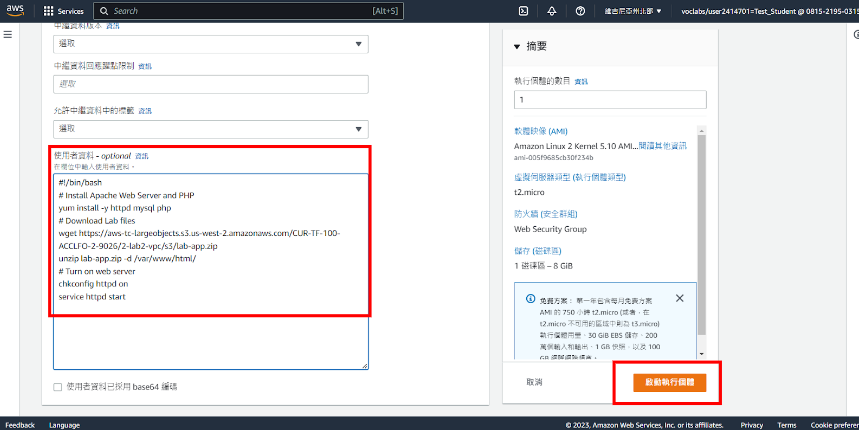 aws
Services
Search
[Alt+S]
維吉尼亞州北部
voclabs/user2414701=Test_Student @ 0815-2195-0315
中繼資料版本 資訊
選取
中繼資料回應躍點限制 資訊
選取
允許中繼資料中的標籤 資訊
選取
使用者資料 - optional 資訊
在欄位中輸入使用者資料。
#!/bin/bash
# Install Apache Web Server and PHP
yum install -y httpd mysql php
# Download Lab files
wget https://aws-tc-largeobjects.s3.us-west-2.amazonaws.com/CUR-TF-100-
ACCLFO-2-9026/2-lab2-vpc/s3/lab-app.zip
unzip lab-app.zip -d /var/www/html/
# Turn on web server
chkconfig httpd on
service httpd start
使用者資料已採用 base64 編碼
摘要
執行個體的數目 資訊
1
軟體映像 (AMI)
Amazon Linux 2 Kernel 5.10 AMI...閱讀其他資訊
ami-005f9685cb30f234b
虛擬伺服器類型 (執行個體類型)
t2.micro
防火牆 (安全群組)
Web Security Group
儲存 (磁碟區)
1 磁碟區 – 8 GiB
免費方案： 第一年包含每月免費方案
AMI 的 750 小時 t2.micro (或者，在
t2.micro 不可用的區域中則為 t3.micro)
執行個體用量、30 GiB EBS 儲存、200
萬個輸入和輸出、1 GB 快照，以及 100
取消
啟動執行個體
Feedback
Language
© 2023, Amazon Web Services, Inc. or its affiliates.
Privacy
Terms
Cookie preferen